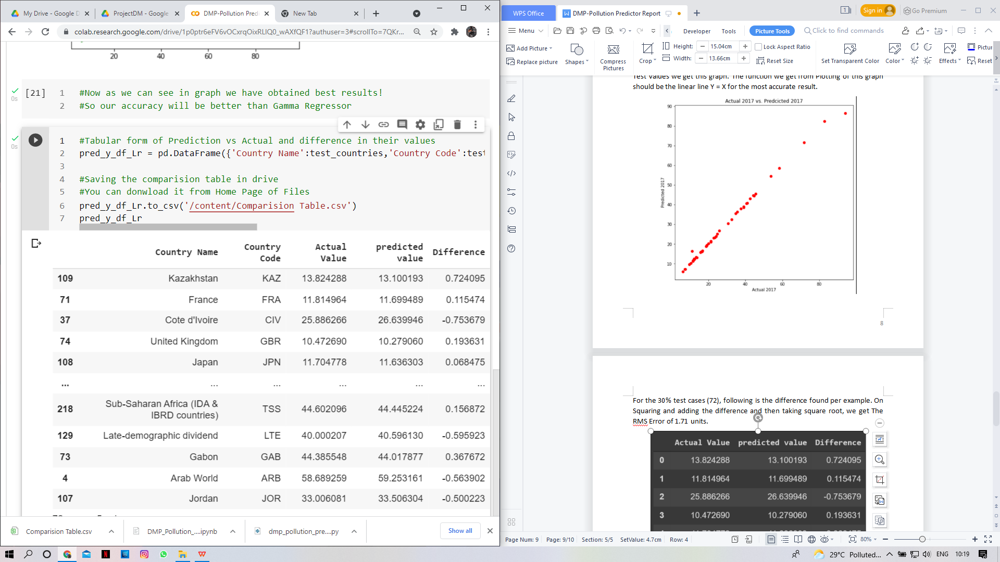 My Drive - Google D
ProjectDM - Google
DMP-Pollution Predi
New Tab
colab.research.google.com/drive/1p0ptr6eFV6vOCxrqOixRLlQ0_wAXfQF1?authuser=3#scrollTo=7QKr...
20 40 60 80
[21]
0s
1 #Now as we can see in graph we have obtained best results!
2 #So our accuracy will be better than Gamma Regressor
0s
1 #Tabular form of Prediction vs Actual and difference in their values
2 pred_y_df_Lr = pd.DataFrame({'Country Name':test_countries,'Country Code':test
3
4 #Saving the comparision table in drive
5 #You can donwload it from Home Page of Files
6 pred_y_df_Lr.to_csv('/content/Comparision Table.csv')
7 pred_y_df_Lr
Country Name Country Code Actual Value predicted value Difference
109 Kazakhstan KAZ 13.824288 13.100193 0.724095
71 France FRA 11.814964 11.699489 0.115474
37 Cote d'Ivoire CIV 25.886266 26.639946 -0.753679
74 United Kingdom GBR 10.472690 10.279060 0.193631
108 Japan JPN 11.704778 11.636303 0.068475
... ... ... ... ... ...
218 Sub-Saharan Africa (IDA & IBRD countries) TSS 44.602096 44.445224 0.156872
129 Late-demographic dividend LTE 40.000207 40.596130 -0.595923
73 Gabon GAB 44.385548 44.017877 0.367672
4 Arab World ARB 58.689259 59.253161 -0.563902
107 Jordan JOR 33.006081 33.506304 -0.500223
Comparision Table.csv
DMP_Pollution_....ipynb
dmp_pollution_pre....py
Show all
WPS Office
DMP-Pollution Predictor Report
1
Sign in
Go Premium
Menu
Developer
Tools
Picture Tools
Click to find commands
Add Picture
Replace picture
Shapes
Compress Pictures
Crop
Height: 15.04cm
Width: 13.66cm
Lock Aspect Ratio
Reset Size
Set Transparent Color
Color
Effects
Pictur
Reset
Test Values we get this graph. The function we get from Plotting of this graph
should be the linear line Y = X for the most accurate result.
Actual 2017 vs. Predcicted 2017
90
80
70
60
50
40
30
20
10
Predicted 2017
20 40 60 80
Actual 2017
8
For the 30% test cases (72), following is the difference found per example. On
Squaring and adding the difference and then taking square root, we get The
RMS Error of 1.71 units.
Actual Value predicted value Difference
0 13.824288 13.100193 0.724095
1 11.814964 11.699489 0.115474
2 25.886266 26.639946 -0.753679
3 10.472690 10.279060 0.193631
Page Num: 9
Page: 9/10
Section: 5/5
SetValue: 4.7cm
Row: 4
80%
29°C Polluted...
ENG
10:19